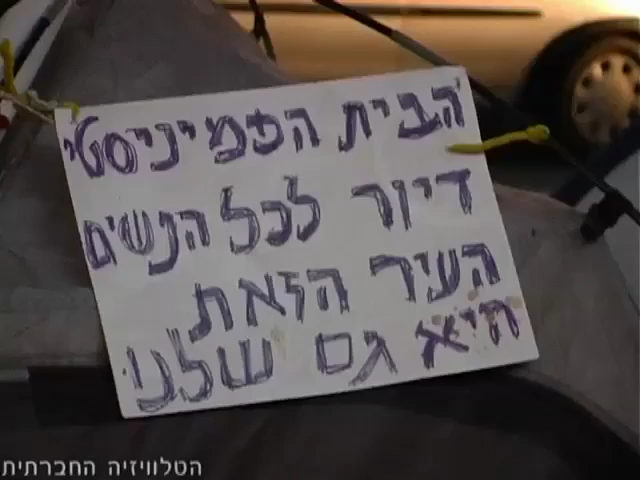 הבית הפמיניסטי
דיור לכל הנשים
העיר הזאת
היא גם שלנו
הטלוויזיה החברתית